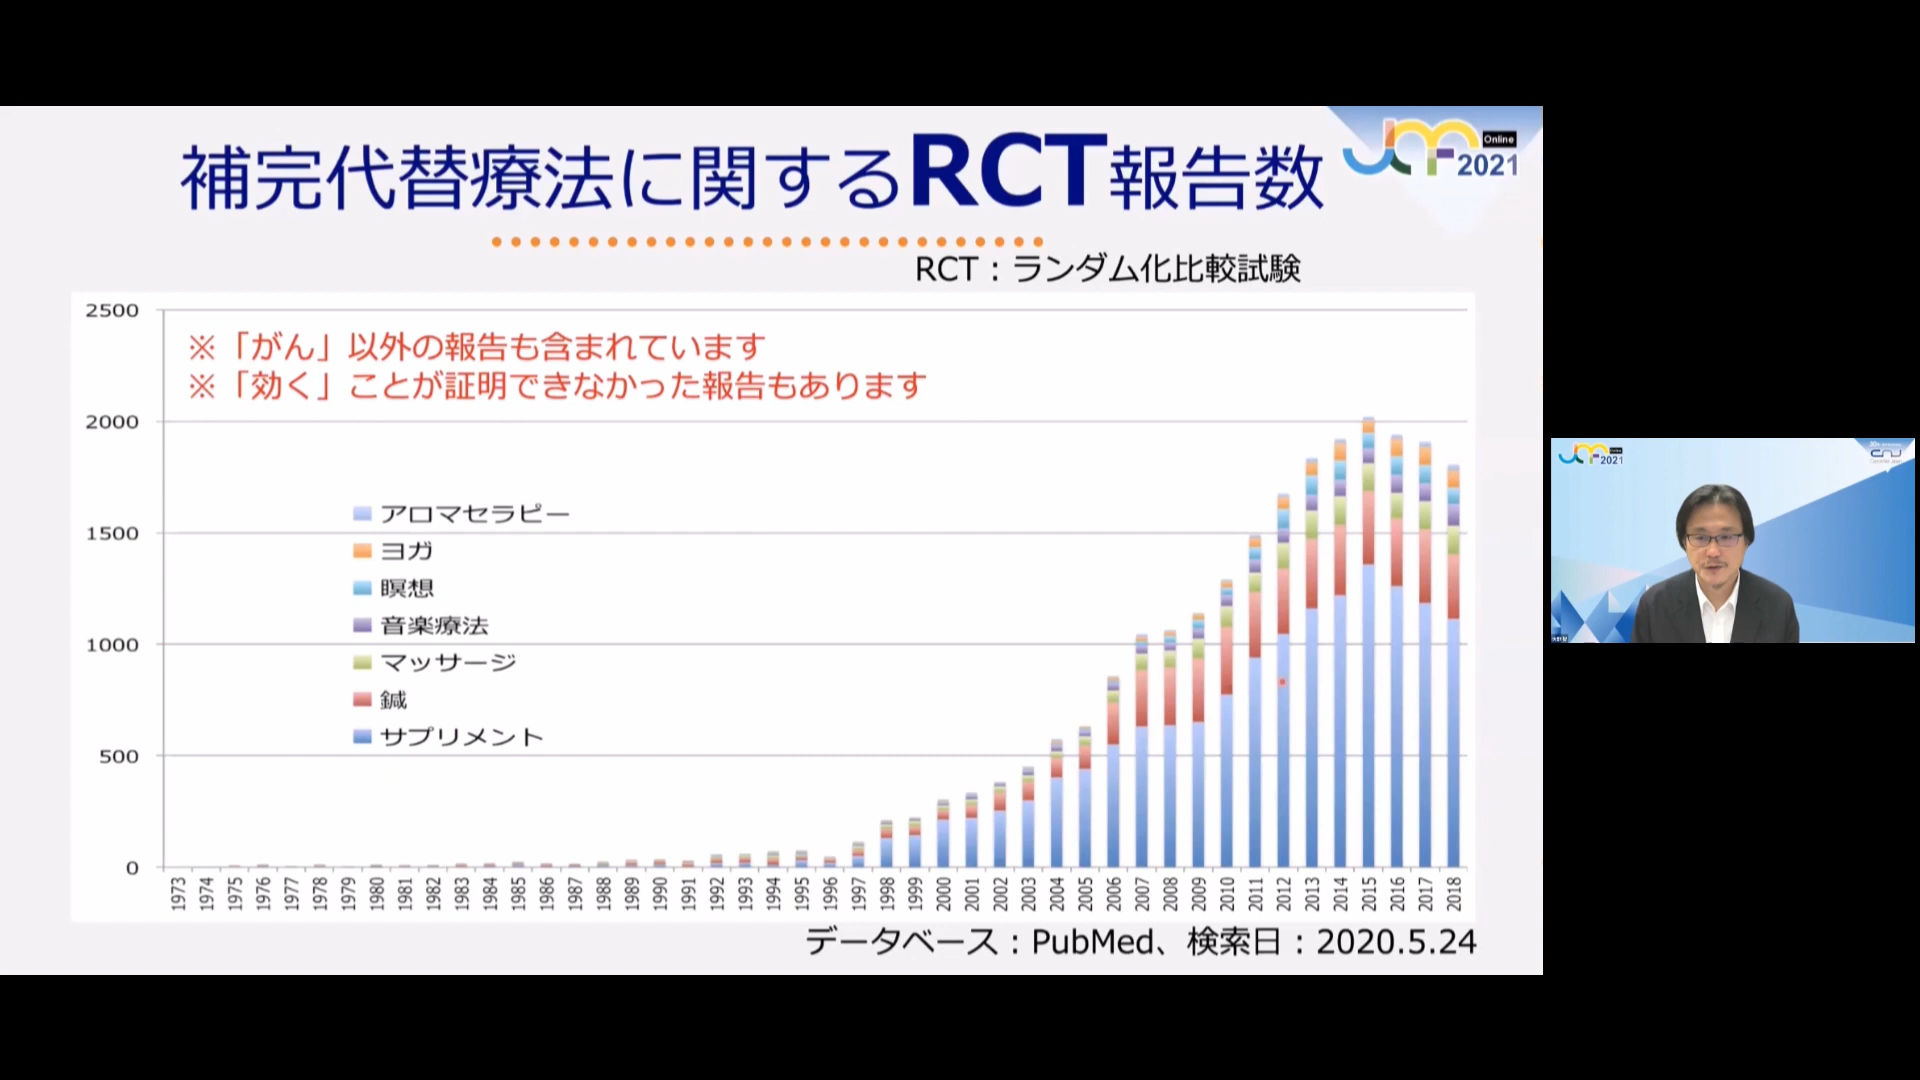 補完代替療法に関するRCT報告数
Online
2021
RCT：ランダム化比較試験
※「がん」以外の報告も含まれています
※「効く」ことが証明できなかった報告もあります
2500
2000
1500
1000
500
0
アロマセラピー
ヨガ
瞑想
音楽療法
マッサージ
鍼
サプリメント
1973 1974 1975 1976 1977 1978 1979 1980 1981 1982 1983 1984 1985 1986 1987 1988 1989 1990 1991 1992 1993 1994 1995 1996 1997 1998 1999 2000 2001 2002 2003 2004 2005 2006 2007 2008 2009 2010 2011 2012 2013 2014 2015 2016 2017 2018
データベース：PubMed、検索日：2020.5.24
2021